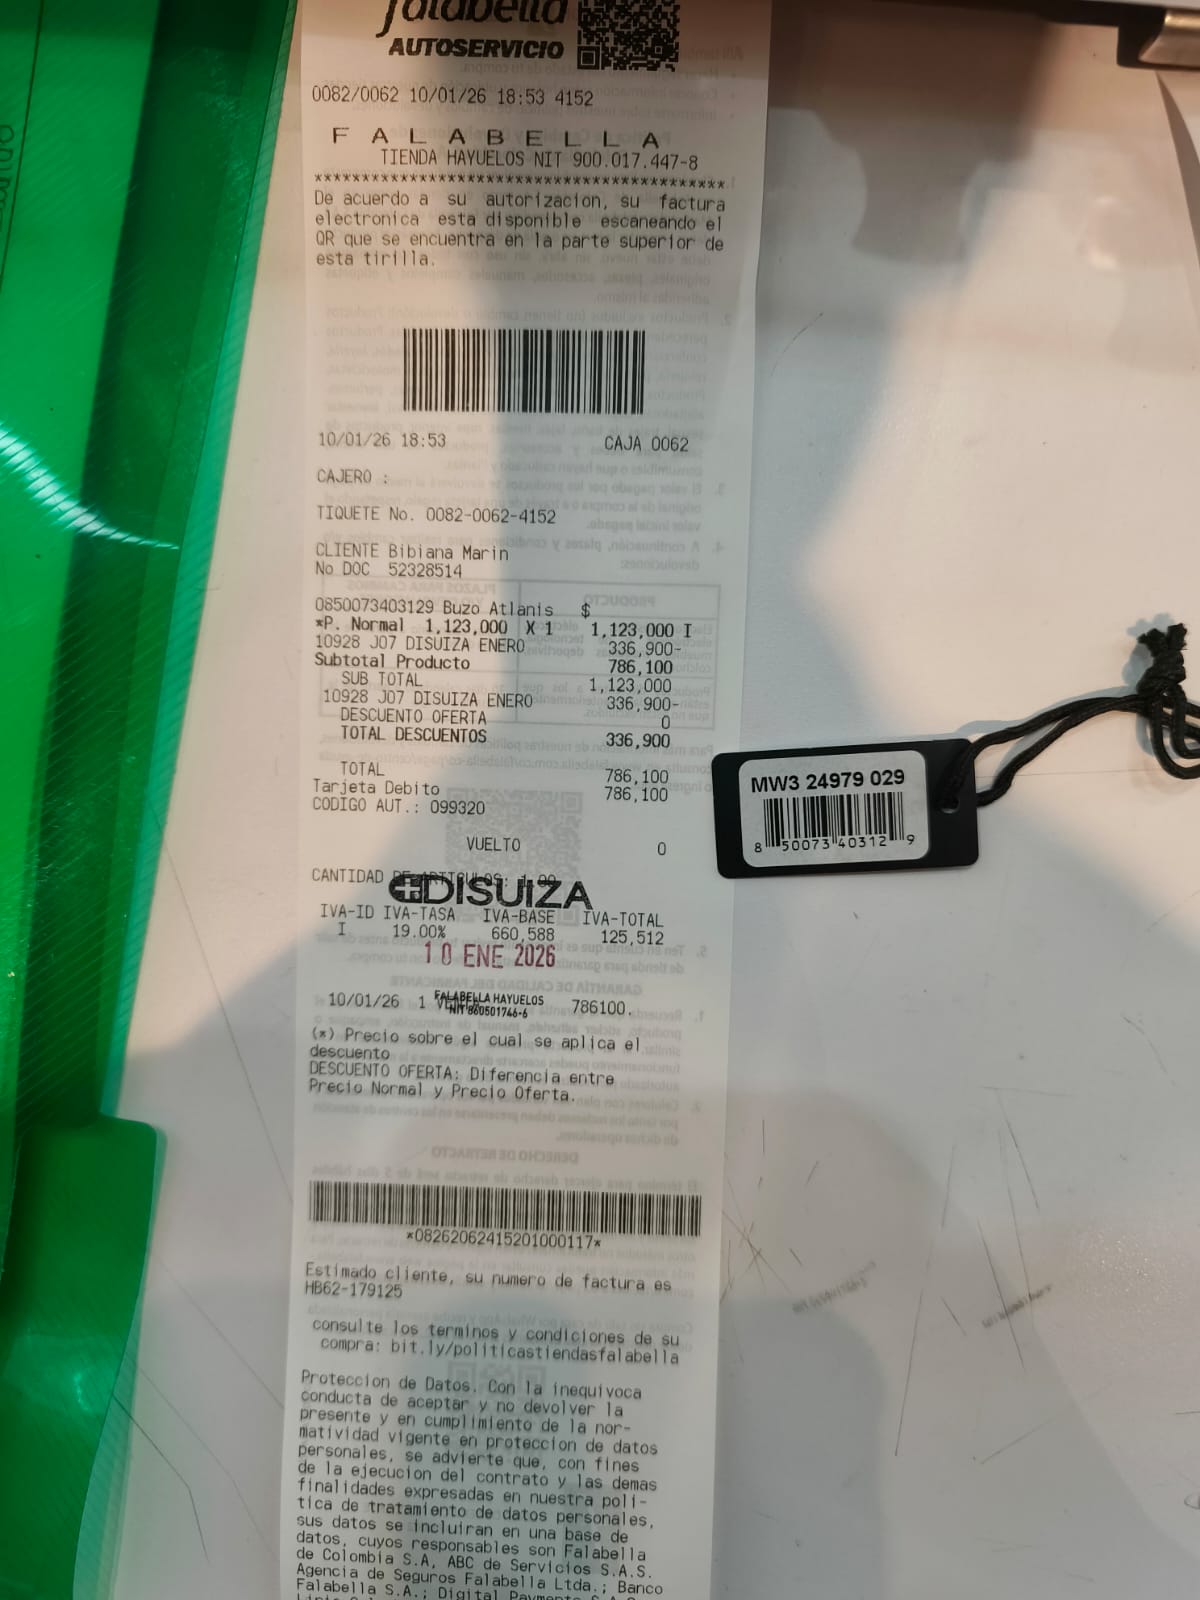 falabella
AUTOSERVICIO
0082/0062 10/01/26 18:53 4152
F A L A B E L L A
TIENDA HAYUELOS NIT 900.017.447-8
******************************************
De acuerdo a su autorizacion, su factura
electronica esta disponible escaneando el
QR que se encuentra en la parte superior de
esta tirilla.
10/01/26 18:53 CAJA 0062
CAJERO :
TIQUETE No. 0082-0062-4152
CLIENTE Bibiana Marin
No DOC 52328514
0850073403129 Buzo Atlanis $
*P. Normal 1,123,000 X 1 1,123,000 I
10928 J07 DISUIZA ENERO 336,900-
Subtotal Producto 786,100
SUB TOTAL 1,123,000
10928 J07 DISUIZA ENERO 336,900-
DESCUENTO OFERTA 0
TOTAL DESCUENTOS 336,900
TOTAL 786,100
Tarjeta Debito 786,100
CODIGO AUT.: 099320
VUELTO 0
CANTIDAD DE ARTICULOS: 1.00
DISUIZA
IVA-ID IVA-TASA IVA-BASE IVA-TOTAL
I 19.00% 660,588 125,512
10 ENE 2026
10/01/26 1 786100.
FALABELLA HAYUELOS
NIT 860501746-6
(*) Precio sobre el cual se aplica el
descuento
DESCUENTO OFERTA: Diferencia entre
Precio Normal y Precio Oferta.
*08262062415201000117*
Estimado cliente, su numero de factura es
HB62-179125
consulte los terminos y condiciones de su
compra: bit.ly/politicastiendasfalabella
Proteccion de Datos. Con la inequivoca
conducta de aceptar y no devolver la
presente y en cumplimiento de la nor-
matividad vigente en proteccion de datos
personales, se advierte que, con fines
de la ejecucion del contrato y las demas
finalidades expresadas en nuestra poli-
tica de tratamiento de datos personales,
sus datos se incluiran en una base de
datos, cuyos responsables son Falabella
de Colombia S.A, ABC de Servicios S.A.S.
Agencia de Seguros Falabella Ltda.; Banco
Falabella S.A.; Digital
MW3 24979 029
8 50073 40312 9